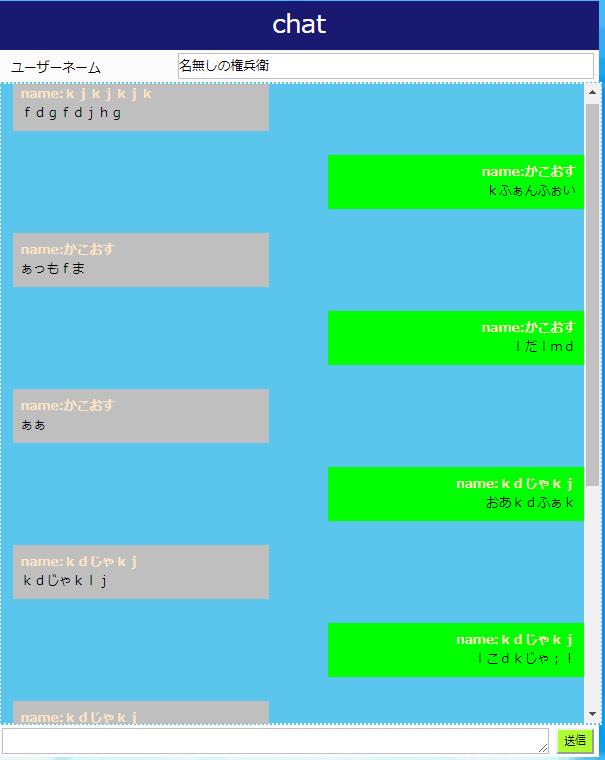 chat
ユーザーネーム
名無しの権兵衛
name:ｋｊｋｊｋｊｋ
ｆｄｇｆｄｊｈｇ
name:かこおす
ｋふぁんふぉい
name:かこおす
ぁっもｆま
name:かこおす
ｌだｌｍｄ
name:かこおす
ぁぁ
name:ｋｄじゃｋｊ
おあｋｄふぁｋ
name:ｋｄじゃｋｊ
ｋｄじゃｋｌｊ
name:ｋｄじゃｋｊ
ｌこｄｋじゃ；ｌ
name:ｋｄじゃｋｊ
送信